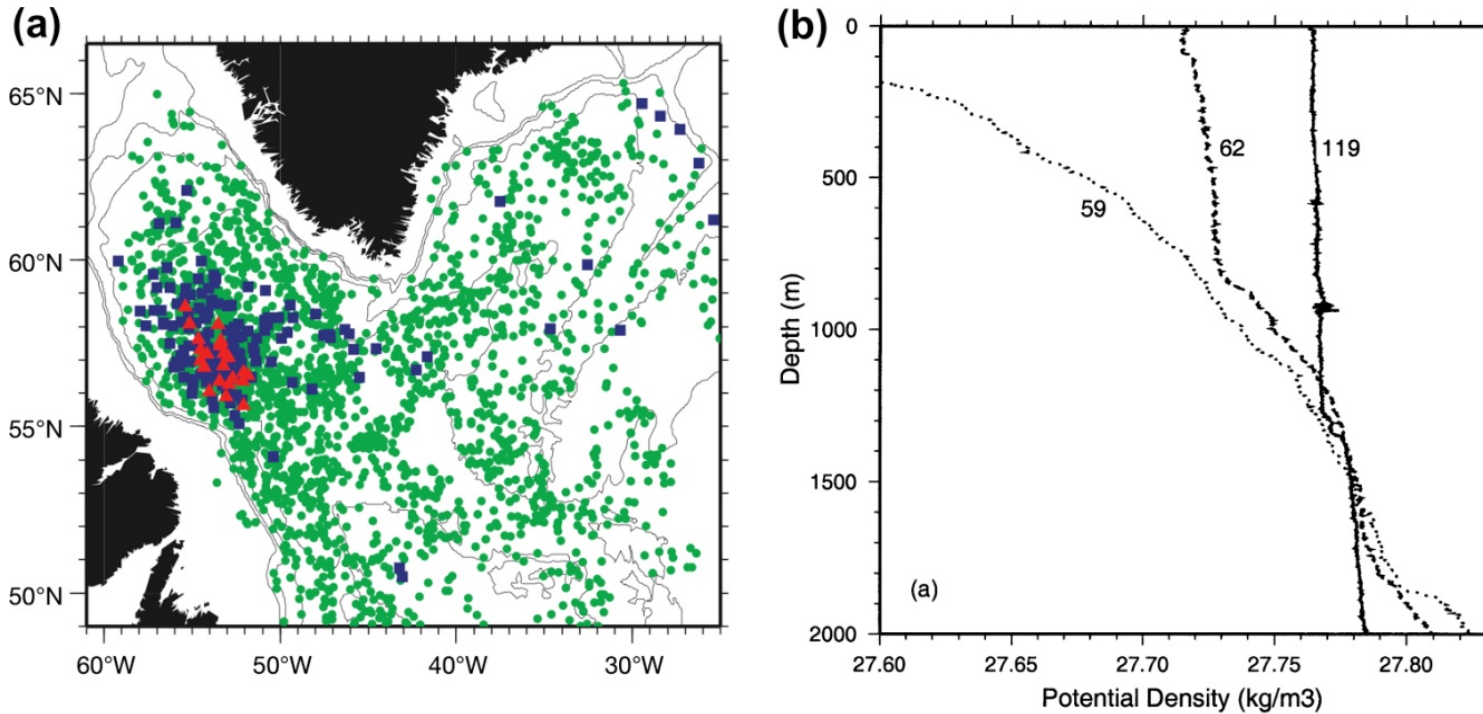 (a)
65°N
60°N
55°N
50°N
60°W
50°W
40°W
30°W
(b)
0
500
1000
1500
2000
Depth (m)
59
62
119
(a)
27.60
27.65
27.70
27.75
27.80
Potential Density (kg/m3)